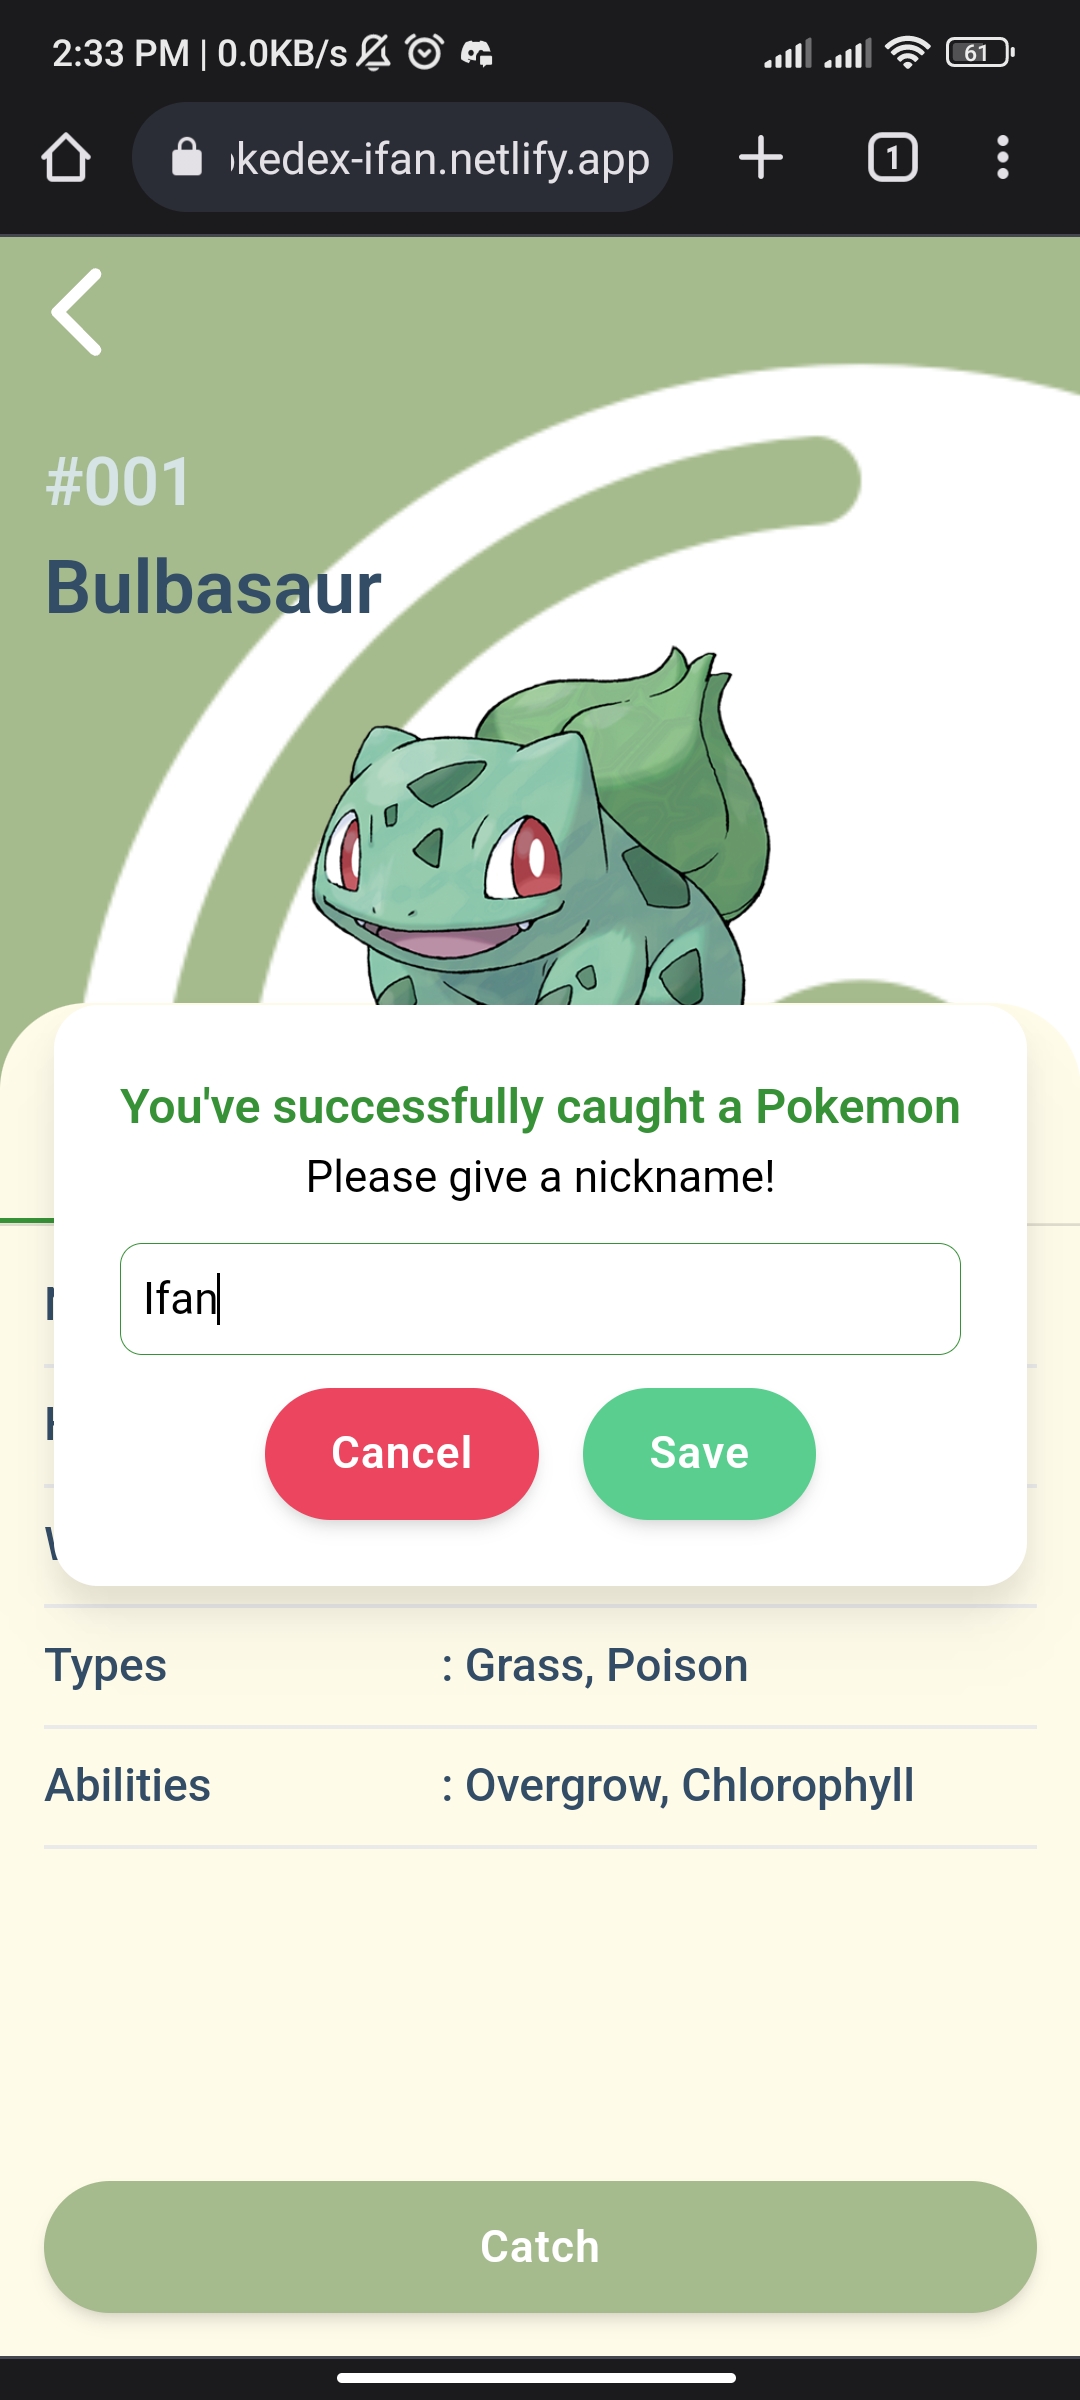 2:33 PM | 0.0KB/s 61
kedex-ifan.netlify.app 1
#001
Bulbasaur
You've successfully caught a Pokemon
Please give a nickname!
Ifan
Cancel Save
Types : Grass, Poison
Abilities : Overgrow, Chlorophyll
Catch